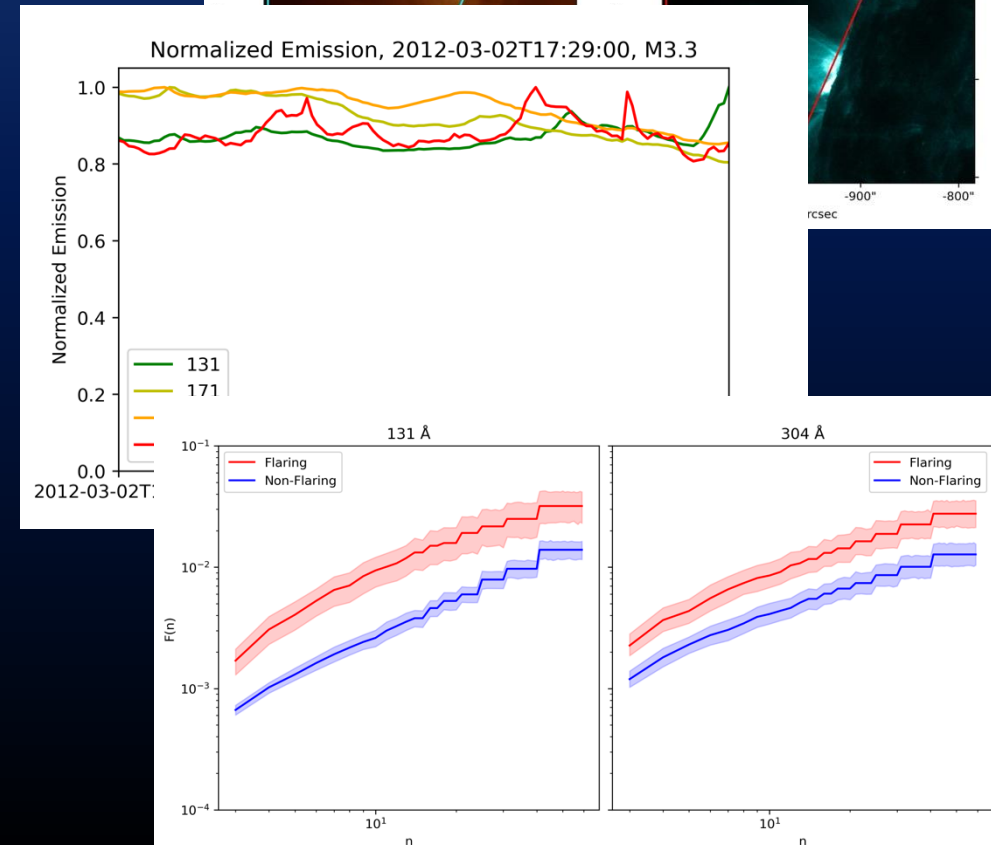 Normalized Emission, 2012-03-02T17:29:00, M3.3
Normalized Emission
1.0
0.8
0.6
0.4
0.2
0.0
131
171
2012-03-02T
-900"
-800"
rcsec
131 Å
304 Å
F(n)
10⁻¹
10⁻²
10⁻³
10⁻⁴
Flaring
Non-Flaring
Flaring
Non-Flaring
10¹
10¹
n
n